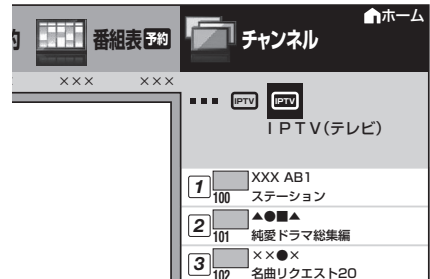 ホーム
約 番組表 予約 チャンネル
××× ×××
IPTV IPTV
ＩＰＴＶ(テレビ)
1 100 XXX AB1
ステーション
2 101 ▲●■▲
純愛ドラマ総集編
3 102 ××●×
名曲リクエスト20